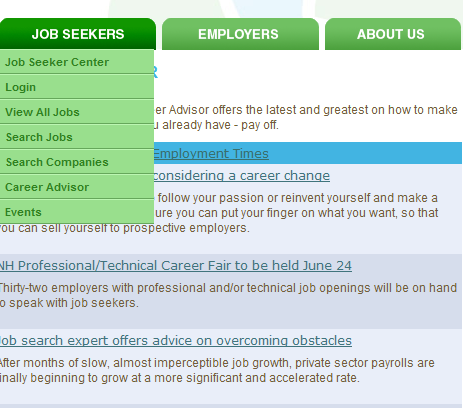 JOB SEEKERS EMPLOYERS ABOUT US
Job Seeker Center
Login
View All Jobs
Search Jobs
Search Companies
Career Advisor
Events
R
er Advisor offers the latest and greatest on how to make
u already have - pay off.
Employment Times
considering a career change
follow your passion or reinvent yourself and make a
ure you can put your finger on what you want, so that
you can sell yourself to prospective employers.
NH Professional/Technical Career Fair to be held June 24
Thirty-two employers with professional and/or technical job openings will be on hand
to speak with job seekers.
Job search expert offers advice on overcoming obstacles
After months of slow, almost imperceptible job growth, private sector payrolls are
finally beginning to grow at a more significant and accelerated rate.